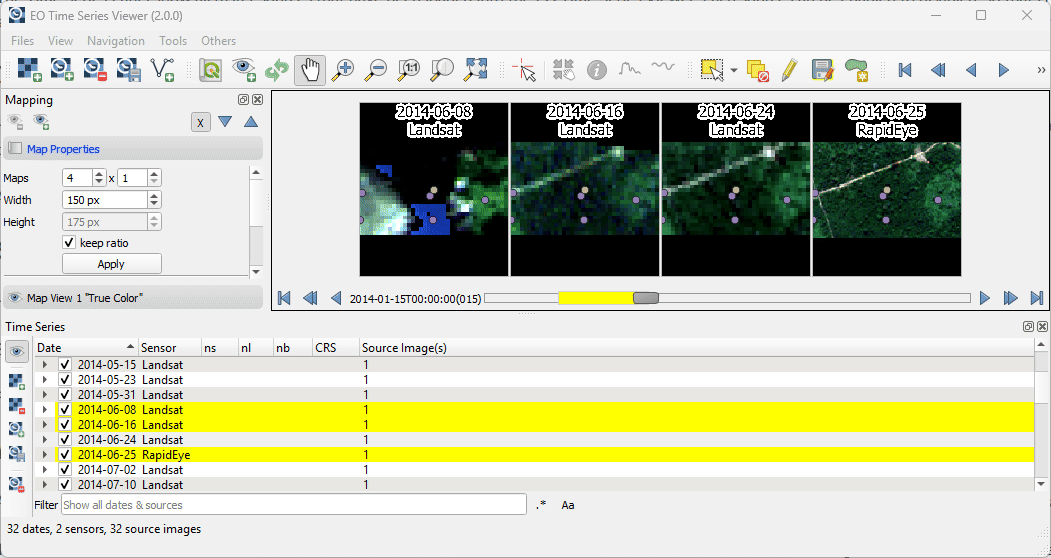 EO Time Series Viewer (2.0.0)
Files View Navigation Tools Others
1:1
»
Mapping
x
Map Properties
Maps 4 x 1
Width 150 px
Height 175 px
keep ratio
Apply
Map View 1 "True Color"
2014-06-08
Landsat
2014-06-16
Landsat
2014-06-24
Landsat
2014-06-25
RapidEye
2014-01-15T00:00:00(015)
Time Series
Date Sensor ns nl nb CRS Source Image(s)
2014-05-15 Landsat 1
2014-05-23 Landsat 1
2014-05-31 Landsat 1
2014-06-08 Landsat 1
2014-06-16 Landsat 1
2014-06-24 Landsat 1
2014-06-25 RapidEye 1
2014-07-02 Landsat 1
2014-07-10 Landsat 1
Filter Show all dates & sources .* Aa
32 dates, 2 sensors, 32 source images